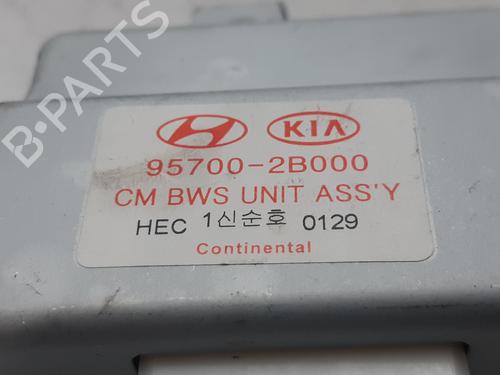 KIA
95700-2B000
CM BWS UNIT ASS'Y
HEC 1신순호 0129
Continental
B-PARTS